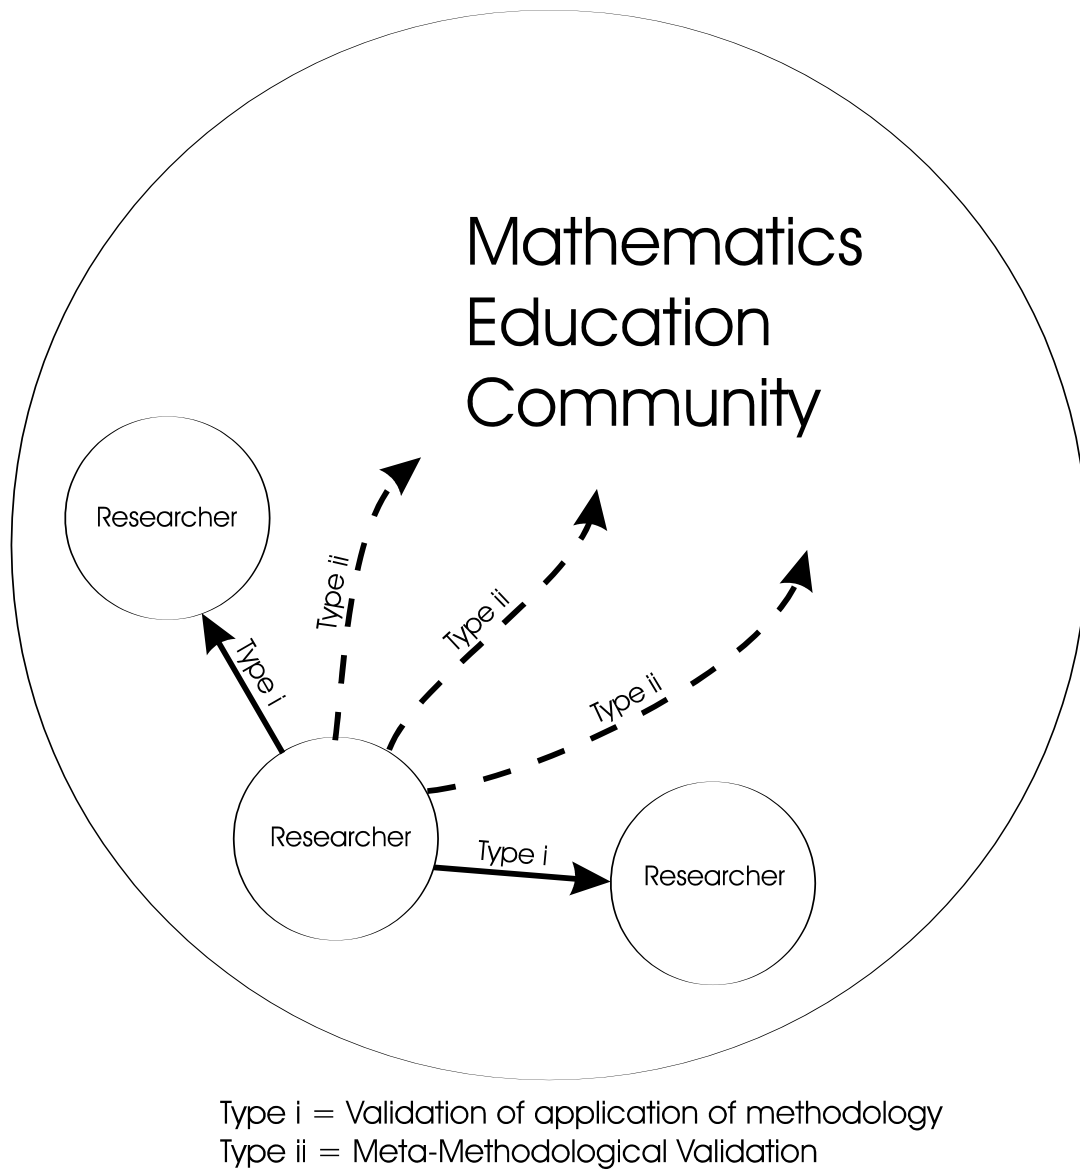 Mathematics
Education
Community
Researcher
Type ii
Type ii
Type i
Type ii
Researcher
Type i
Researcher
Type i = Validation of application of methodology
Type ii = Meta-Methodological Validation